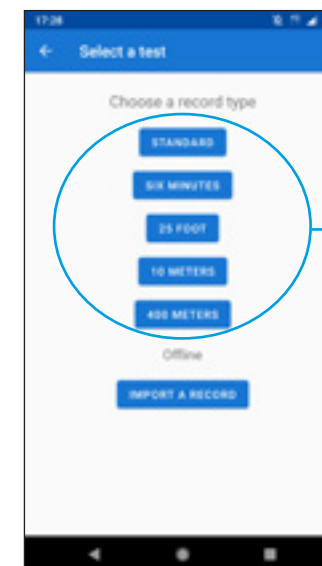 17:28
Select a test
Choose a record type
STANDARD
SIX MINUTES
25 FOOT
10 METERS
400 METERS
Offline
IMPORT A RECORD